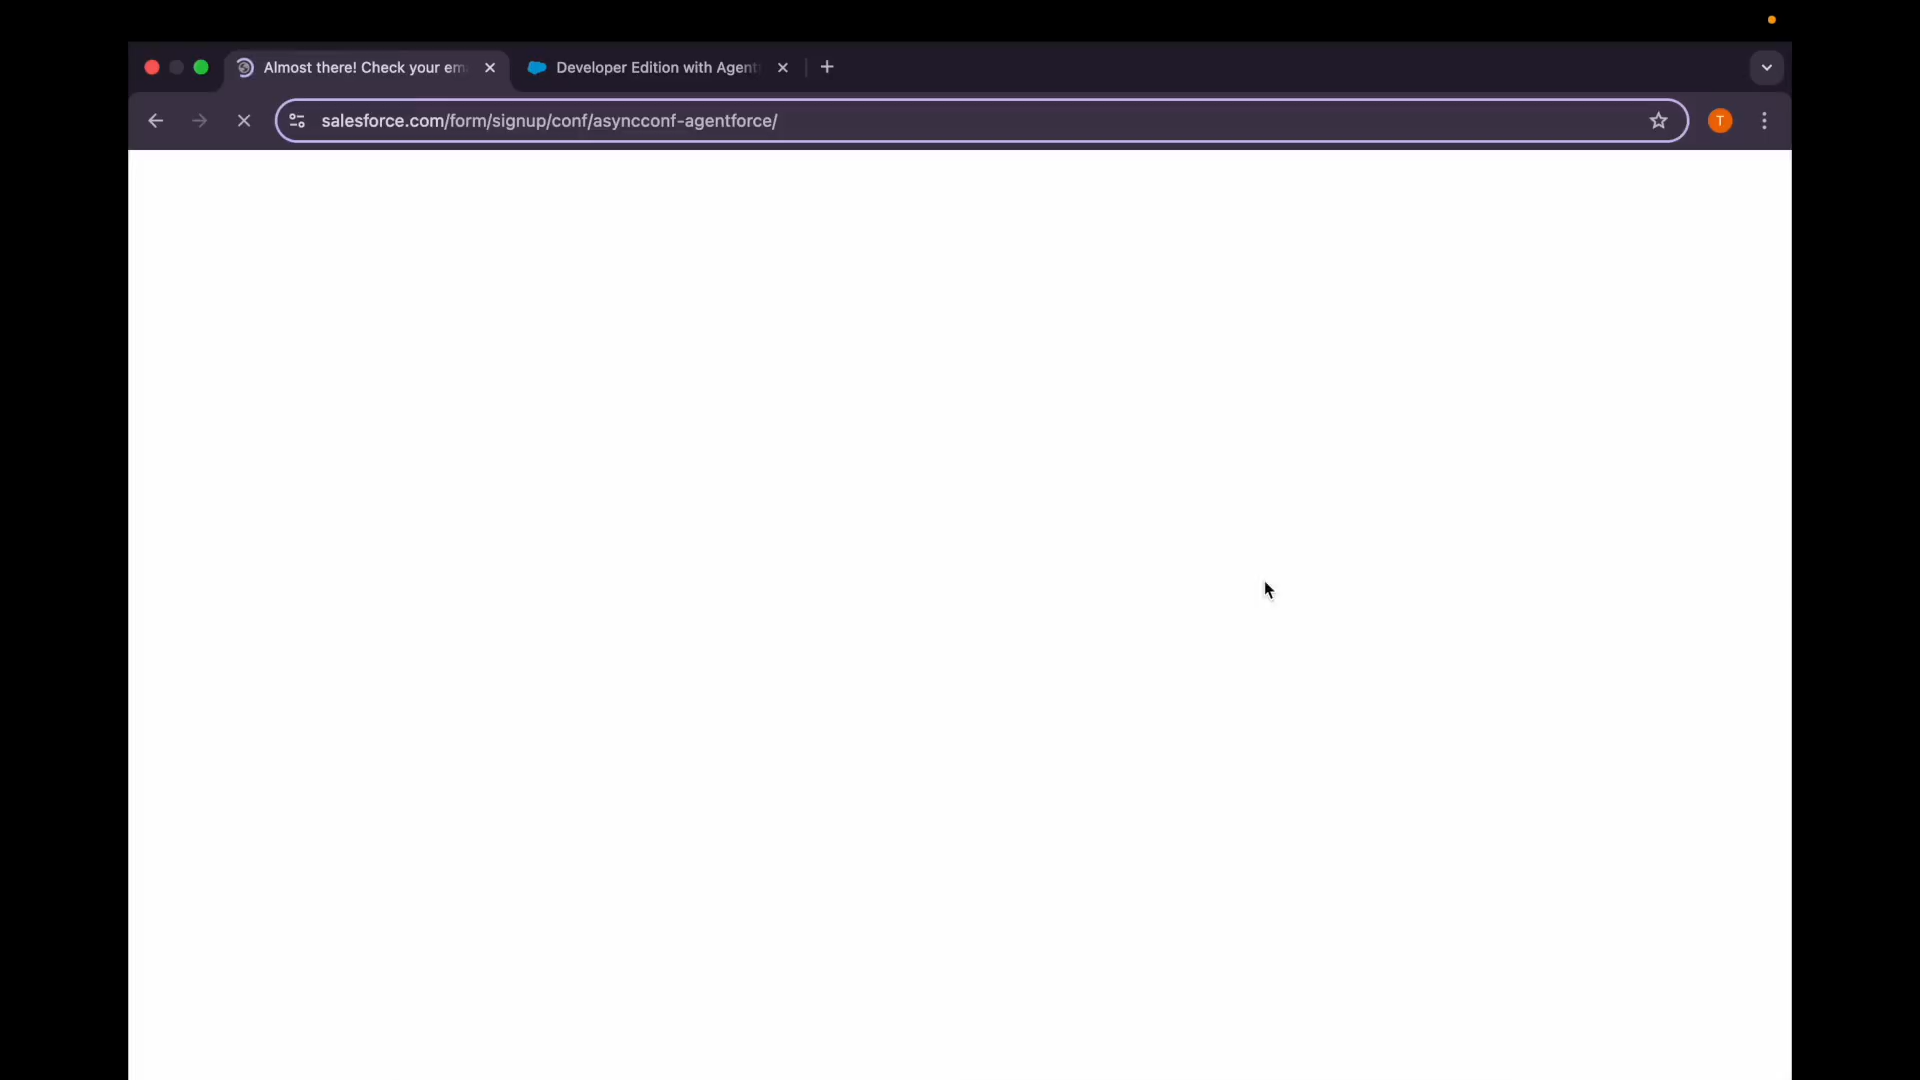 Almost there! Check your em
Developer Edition with Agent
salesforce.com/form/signup/conf/asyncconf-agentforce/
T